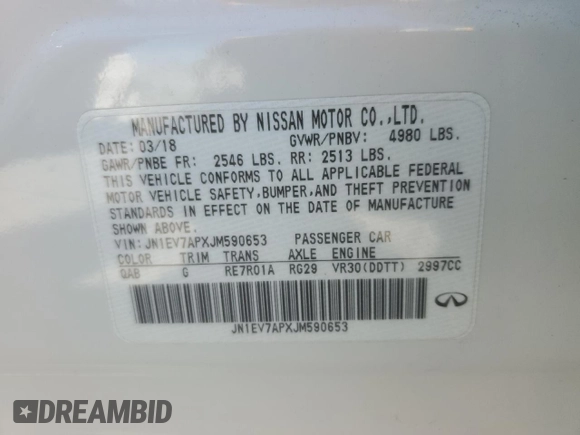 MANUFACTURED BY NISSAN MOTOR CO.,LTD.
DATE: 03/18 GVWR/PNBV: 4980 LBS.
GAWR/PNBE FR: 2546 LBS. RR: 2513 LBS.
THIS VEHICLE CONFORMS TO ALL APPLICABLE FEDERAL
MOTOR VEHICLE SAFETY,BUMPER,AND THEFT PREVENTION
STANDARDS IN EFFECT ON THE DATE OF MANUFACTURE
SHOWN ABOVE.
VIN: JN1EV7APXJM590653 PASSENGER CAR
COLOR TRIM TRANS AXLE ENGINE
QAB G RE7R01A RG29 VR30(DDTT) 2997CC
JN1EV7APXJM590653
DREAMBID